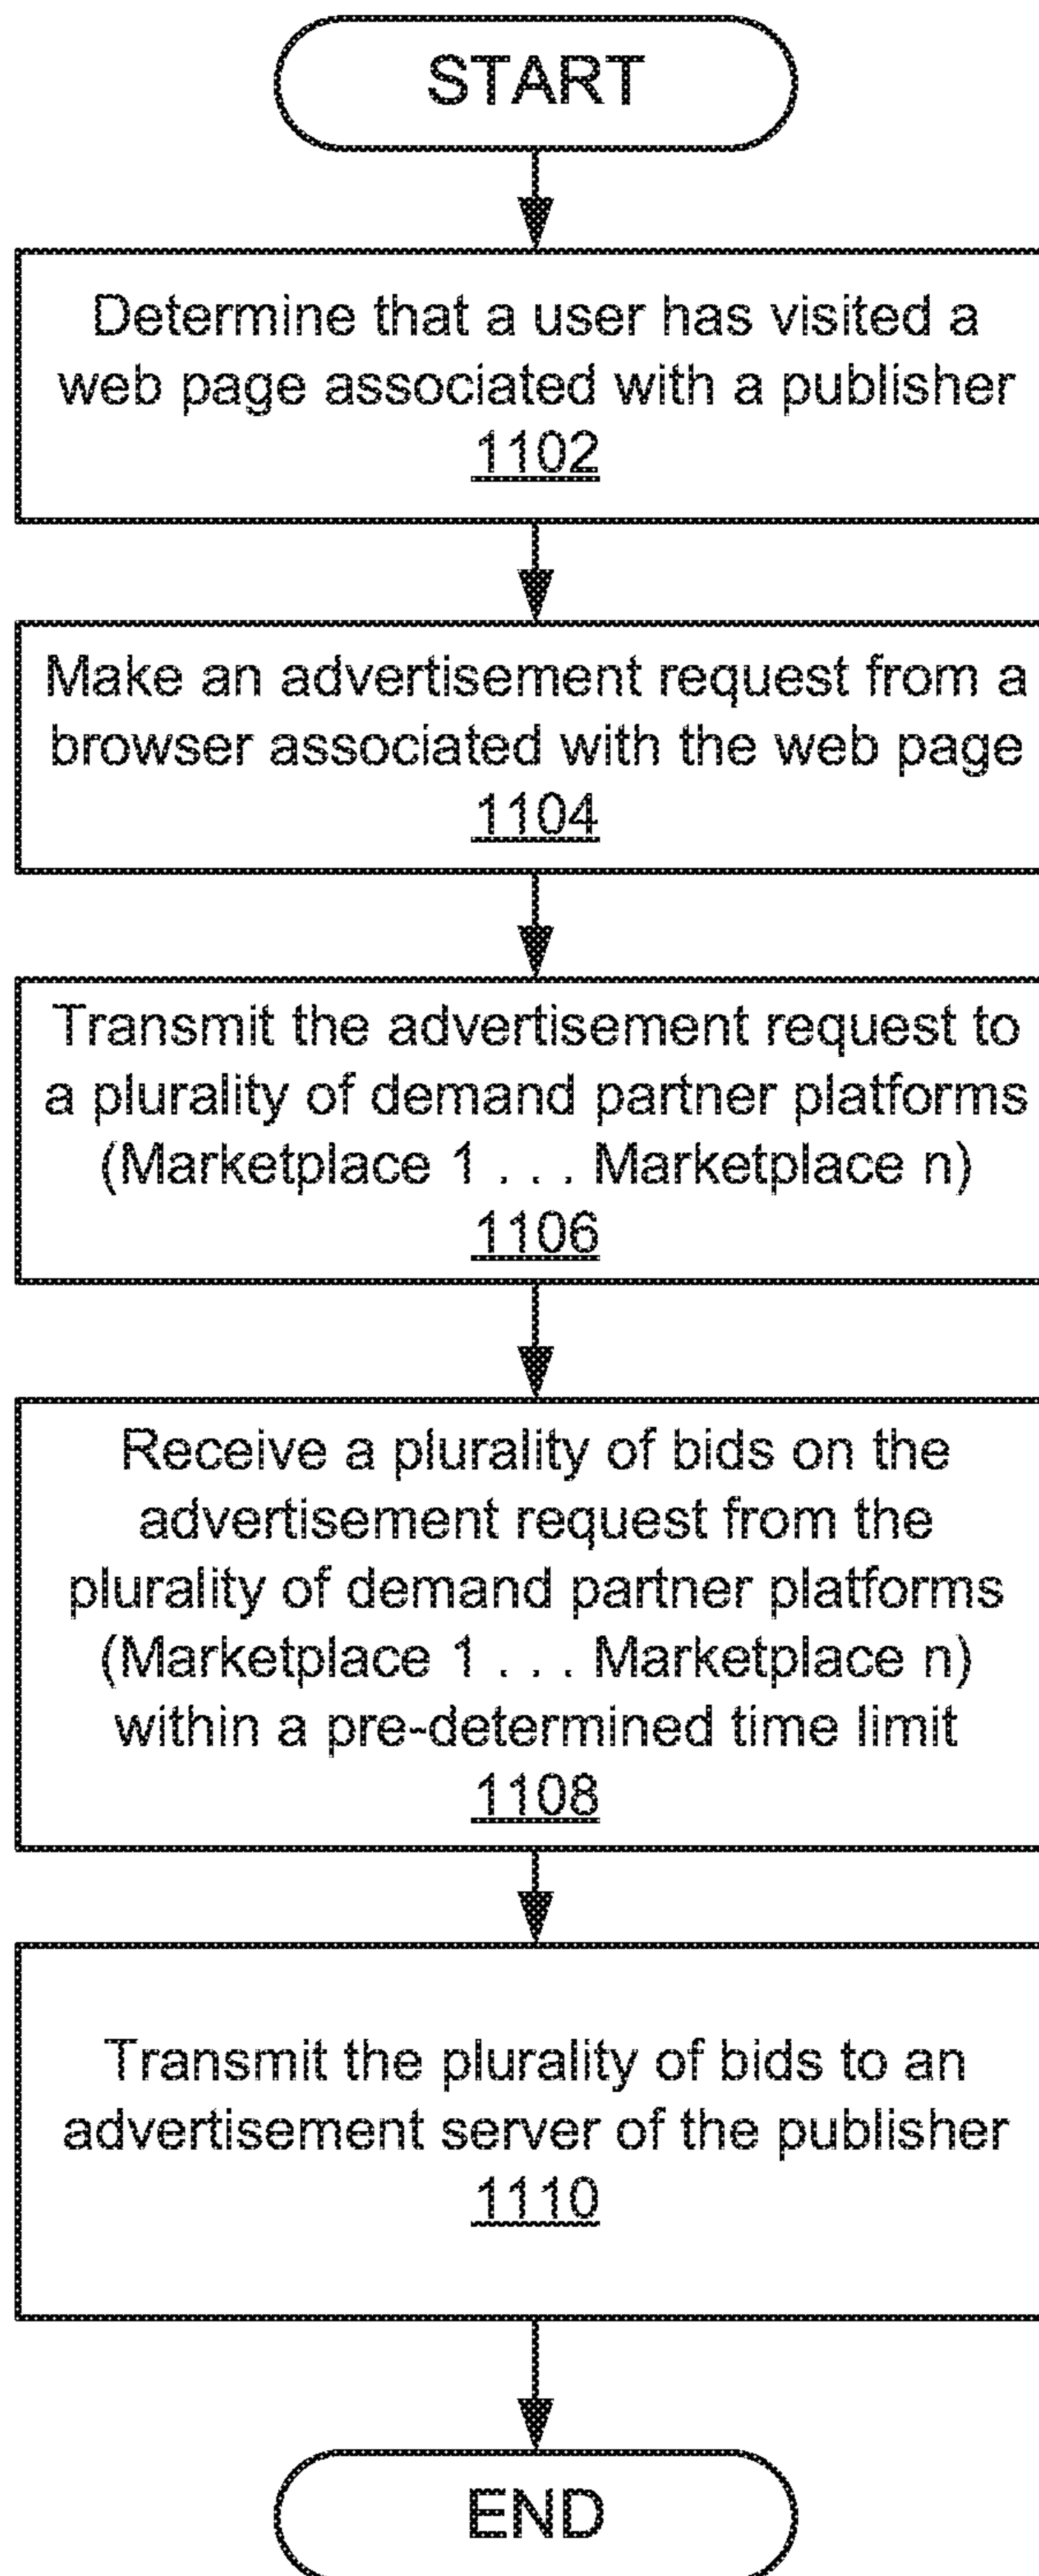 START
Determine that a user has visited a
web page associated with a publisher
1102
Make an advertisement request from a
browser associated with the web page
1104
Transmit the advertisement request to
a plurality of demand partner platforms
(Marketplace 1 . . . Marketplace n)
1106
Receive a plurality of bids on the
advertisement request from the
plurality of demand partner platforms
(Marketplace 1 . . . Marketplace n)
within a pre-determined time limit
1108
Transmit the plurality of bids to an
advertisement server of the publisher
1110
END